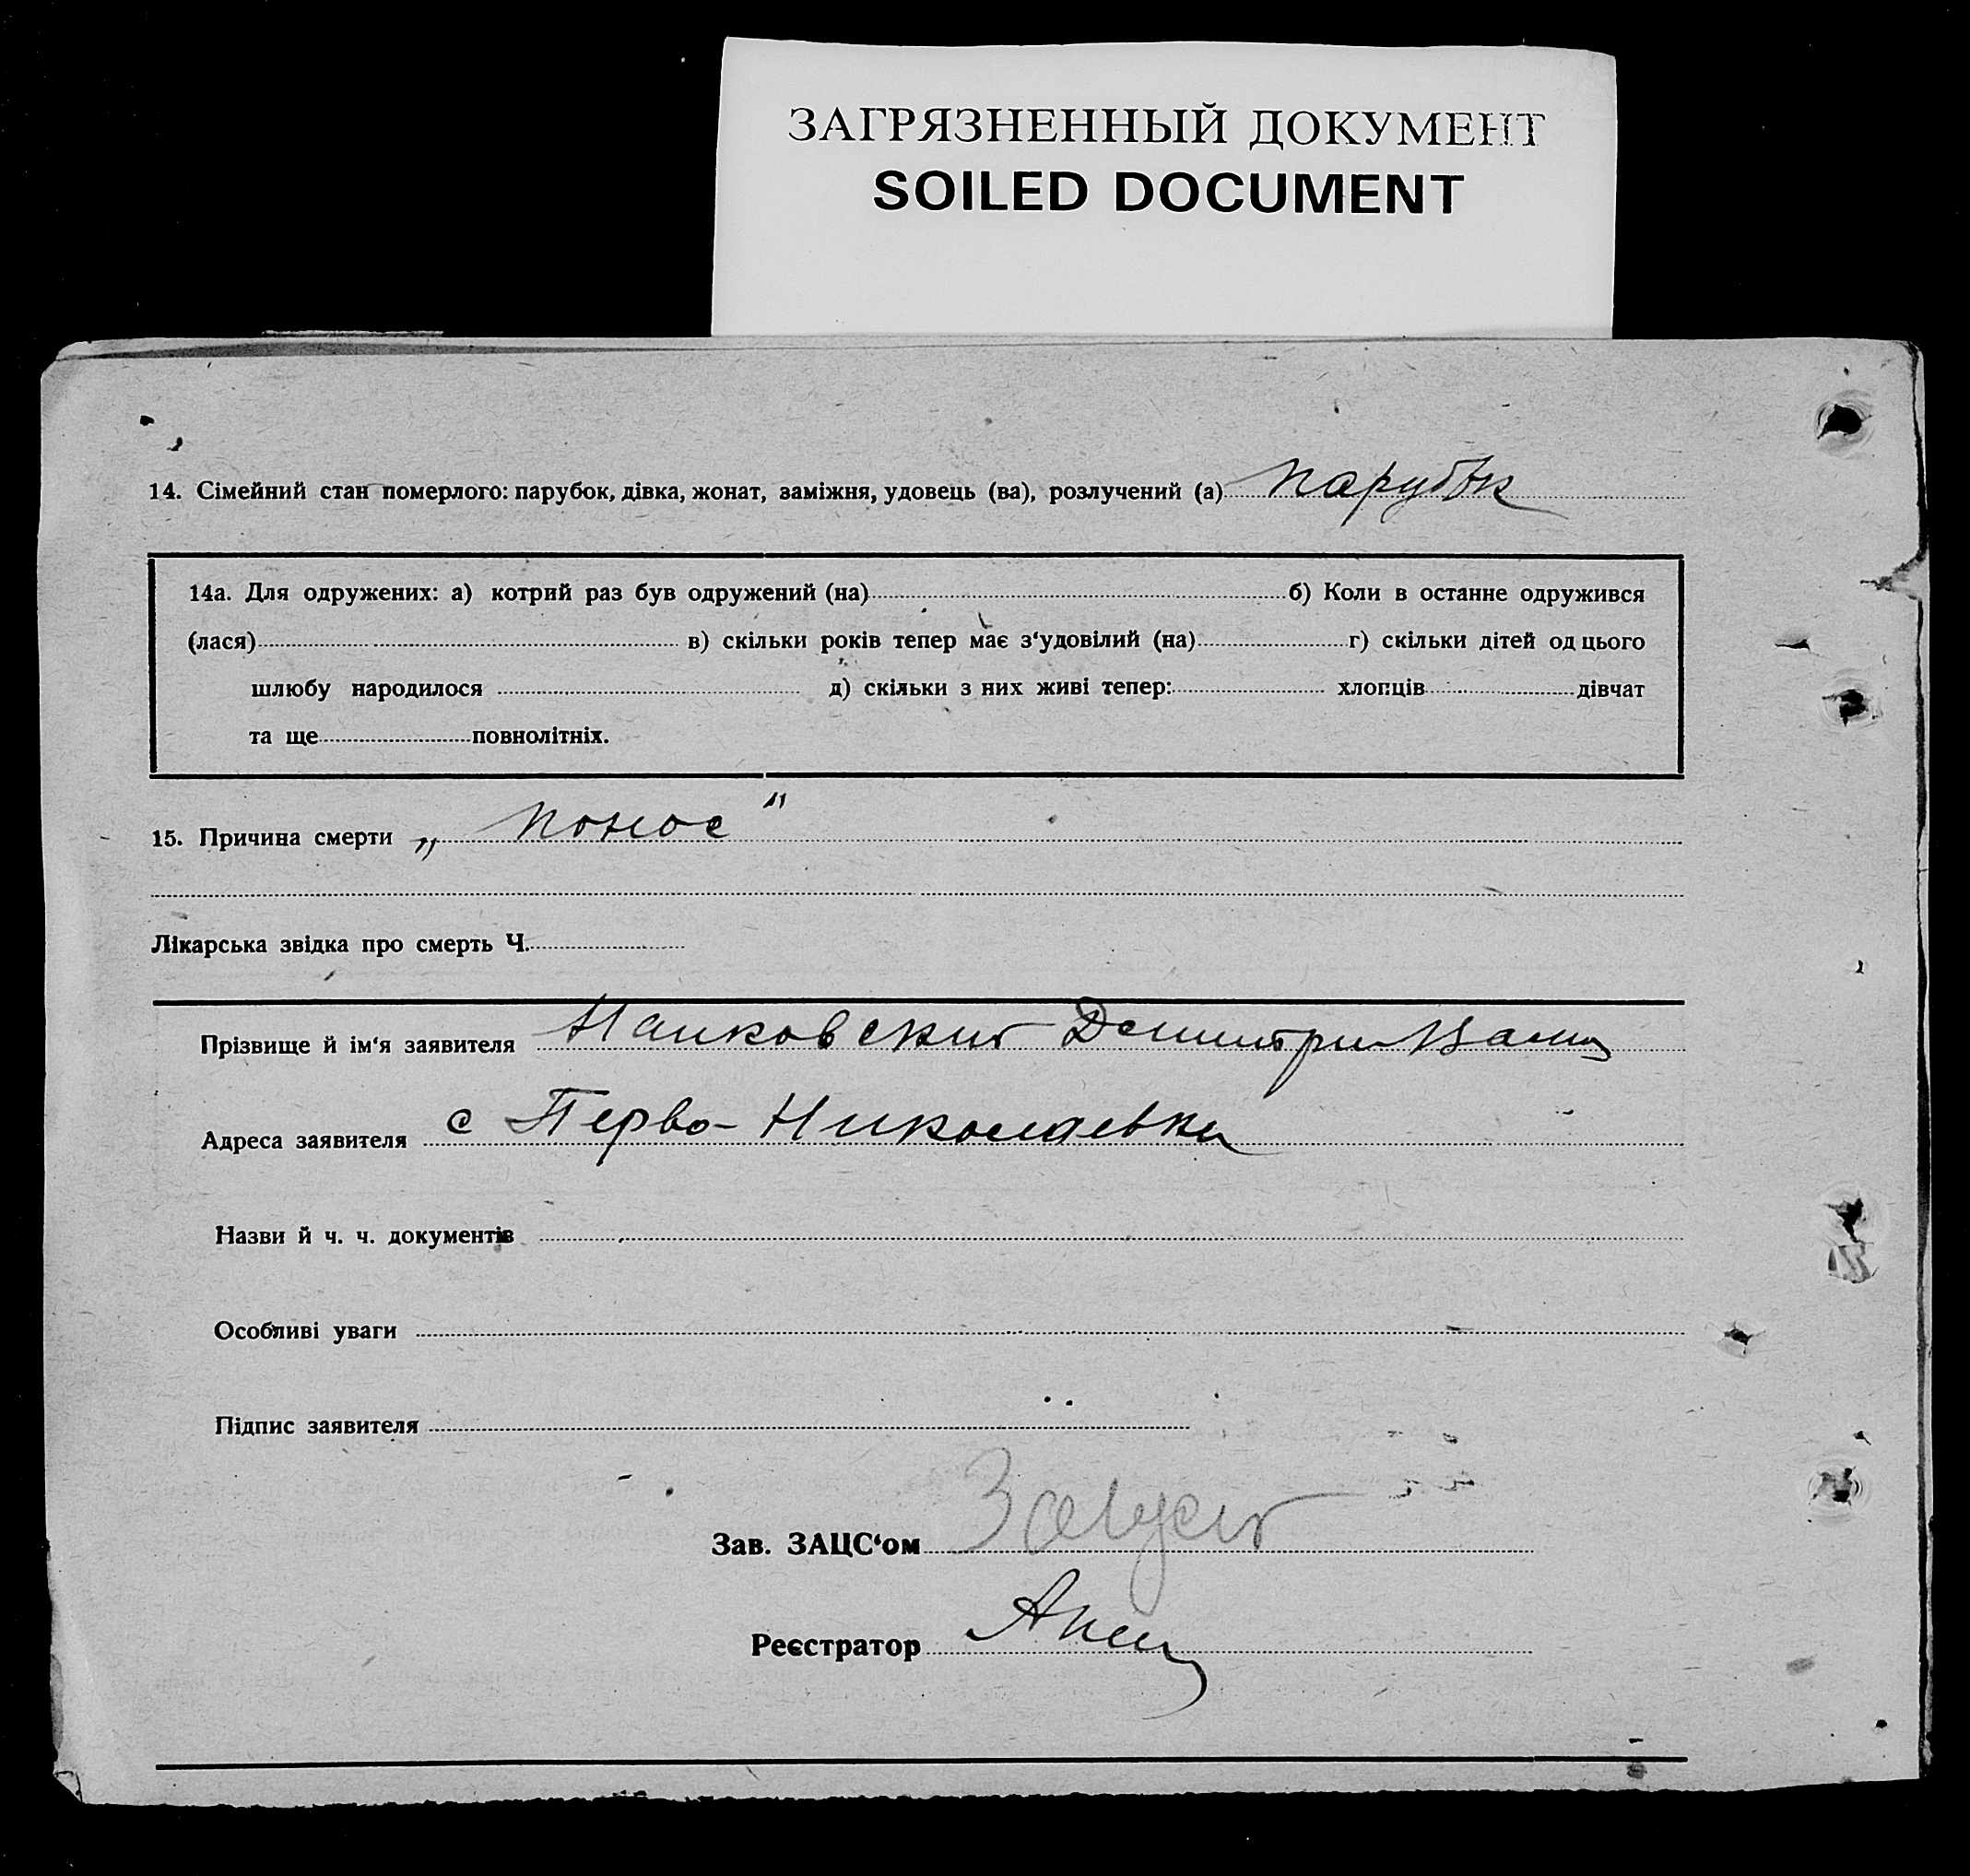 ЗАГРЯЗНЕННЫЙ ДОКУМЕНТ
SOILED DOCUMENT
14. Сімейний стан померлого: парубок, дівка, жонат, заміжня, удовець (ва), розлучений (а) парубок
14а. Для одружених: а) котрий раз був одружений (на) б) Коли в останне одружився
(лася) в) скільки років тепер має з‘удовілий (на) г) скільки дітей од цього
шлюбу народилося д) скільки з них живі тепер: хлопців дівчат
та ще повнолітніх.
15. Причина смерти „понос"
Лікарська звідка про смерть Ч.
Прізвище й ім‘я заявителя
Адреса заявителя с Перво-Николаевка
Назви й ч. ч. документів
Особливі уваги
Підпис заявителя
Зав. ЗАЦС‘ом
Реєстратор